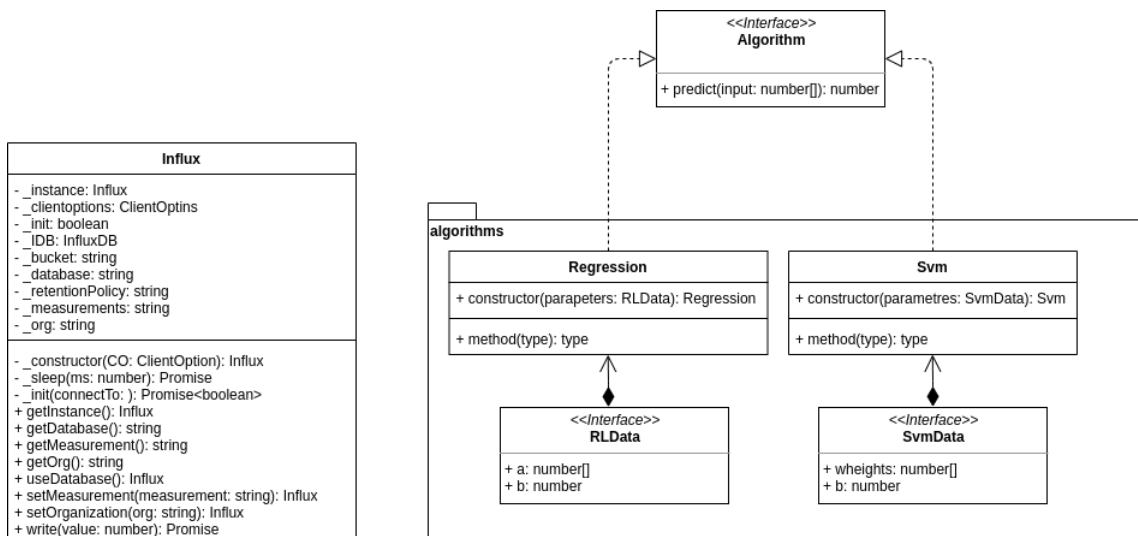 <<Interface>>
Algorithm
+ predict(input: number[]): number
Influx
- _instance: Influx
- _clientoptions: ClientOptins
- _init: boolean
- _IDB: InfluxDB
- _bucket: string
- _database: string
- _retentionPolicy: string
- _measurements: string
- _org: string
- _constructor(CO: ClientOption): Influx
- _sleep(ms: number): Promise
- _init(connectTo: ): Promise<boolean>
+ getInstance(): Influx
+ getDatabase(): string
+ getMeasurement(): string
+ getOrg(): string
+ useDatabase(): Influx
+ setMeasurement(measurement: string): Influx
+ setOrganization(org: string): Influx
+ write(value: number): Promise
algorithms
Regression
+ constructor(parapeters: RLData): Regression
+ method(type): type
Svm
+ constructor(parametres: SvmData): Svm
+ method(type): type
<<Interface>>
RLData
+ a: number[]
+ b: number
<<Interface>>
SvmData
+ wheights: number[]
+ b: number